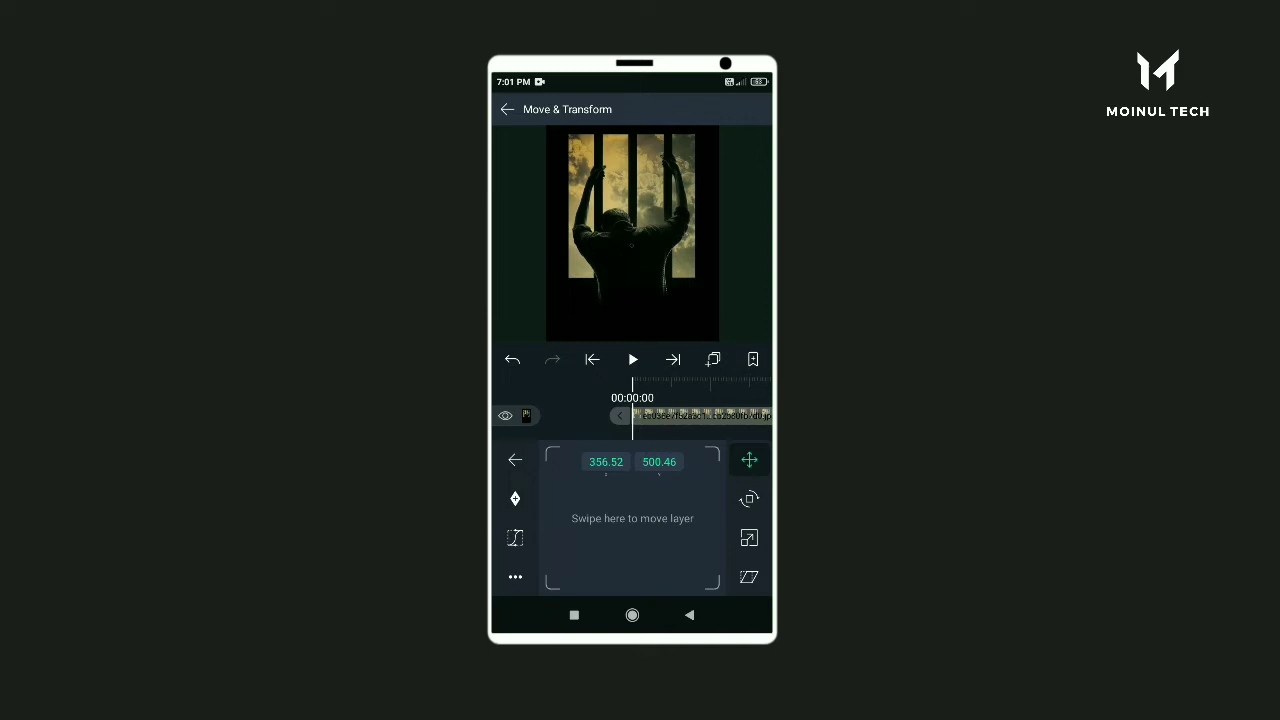 7:01 PM
MOINUL TECH
Move & Transform
00:00:00
356.52 500.46
Swipe here to move layer